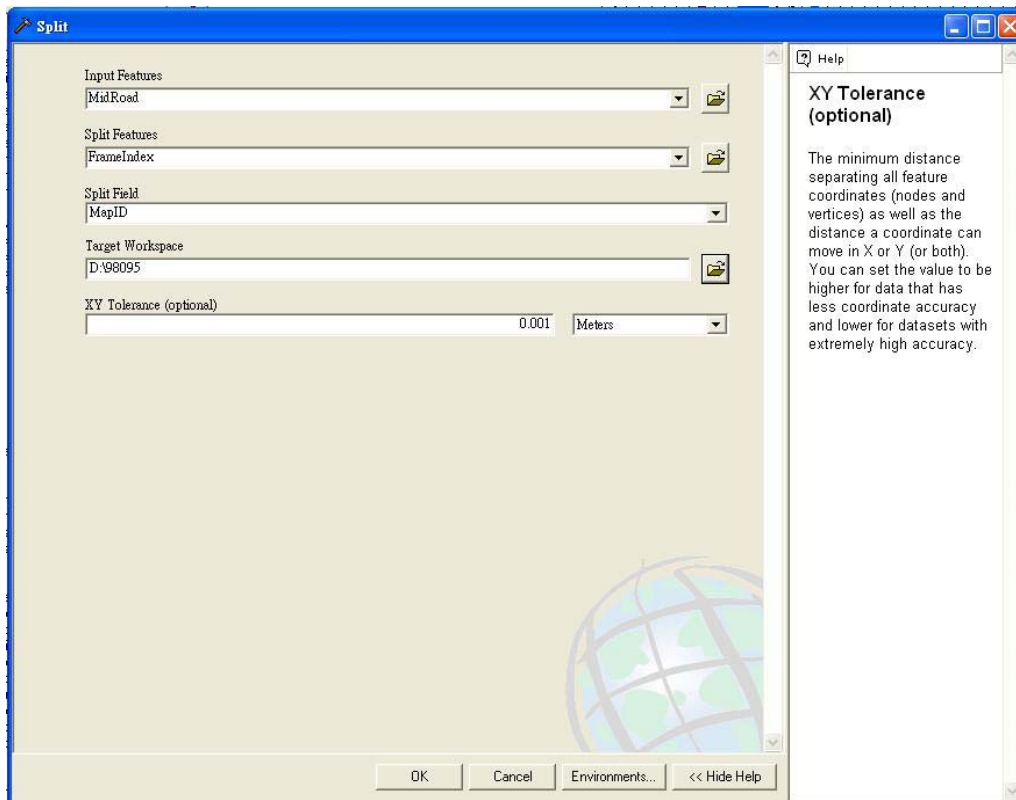 Split
Input Features
MidRoad
Split Features
FrameIndex
Split Field
MapID
Target Workspace
D:\98095
XY Tolerance (optional)
0.001
Meters
OK
Cancel
Environments...
<< Hide Help
Help
XY Tolerance
(optional)
The minimum distance
separating all feature
coordinates (nodes and
vertices) as well as the
distance a coordinate can
move in X or Y (or both).
You can set the value to be
higher for data that has
less coordinate accuracy
and lower for datasets with
extremely high accuracy.